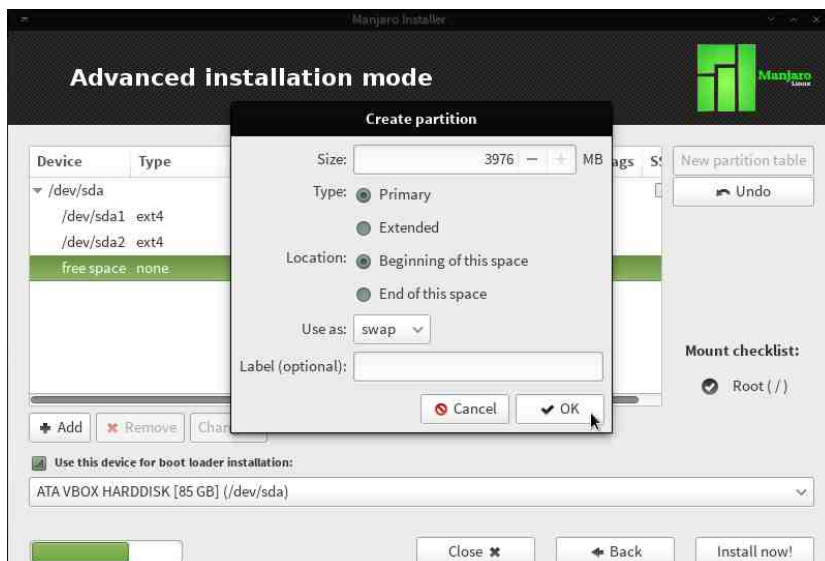 Manjaro Installer
Advanced installation mode
Manjaro
Linux
Create partition
Size: 3976 MB
Type: Primary
Extended
Location: Beginning of this space
End of this space
Use as: swap
Label (optional):
Cancel OK
Device Type ags
/dev/sda
/dev/sda1 ext4
/dev/sda2 ext4
free space none
New partition table
Undo
Mount checklist:
Root ( / )
Add Remove Chan
Use this device for boot loader installation:
ATA VBOX HARDDISK [85 GB] (/dev/sda)
Close Back Install now!